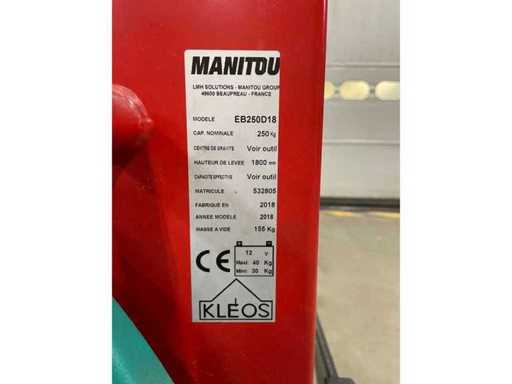 MANITOU
LMH SOLUTIONS - MANITOU GROUP
49600 BEAUPREAU - FRANCE
MODELE EB250D18
CAP. NOMINALE 250 Kg
CENTRE DE GRAVITE Voir outil
HAUTEUR DE LEVEE 1800 mm
CAPACITE EFFECTIVE Voir outil
MATRICULE 532805
FABRIQUE EN 2018
ANNEE MODELE 2018
MASSE A VIDE 156 Kg
CE
12 V
Maxi: 40 Kg
Mini: 30 Kg
KLEOS